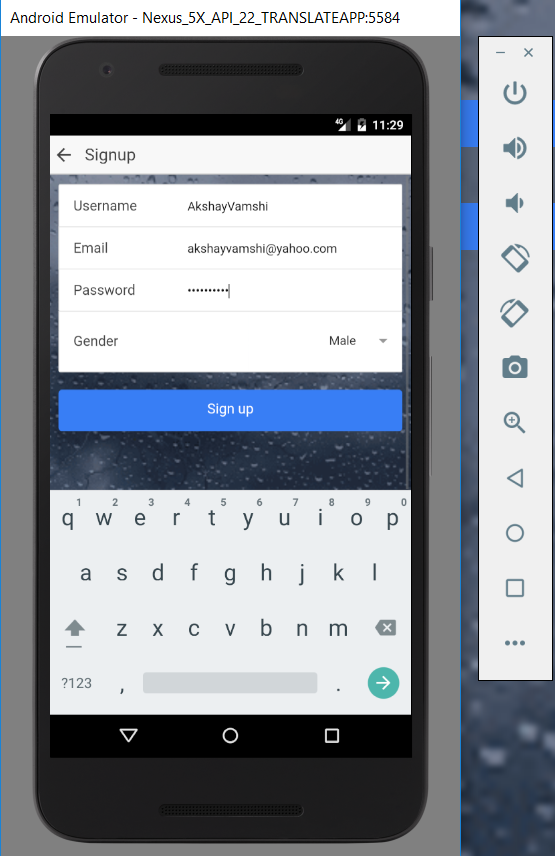 Android Emulator - Nexus_5X_API_22_TRANSLATEAPP:5584
4G 11:29
Signup
Username AkshayVamshi
Email akshayvamshi@yahoo.com
Password ••••••••••
Gender Male
Sign up
1 2 3 4 5 6 7 8 9 0
q w e r t y u i o p
a s d f g h j k l
z x c v b n m
?123 , .